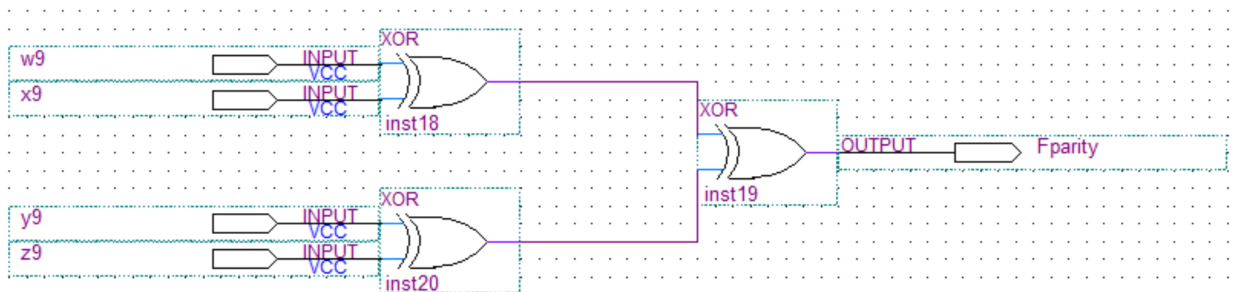 XOR
w9 INPUT
VCC
x9 INPUT
VCC
inst18
XOR
OUTPUT Fparity
inst19
XOR
y9 INPUT
VCC
z9 INPUT
VCC
inst20